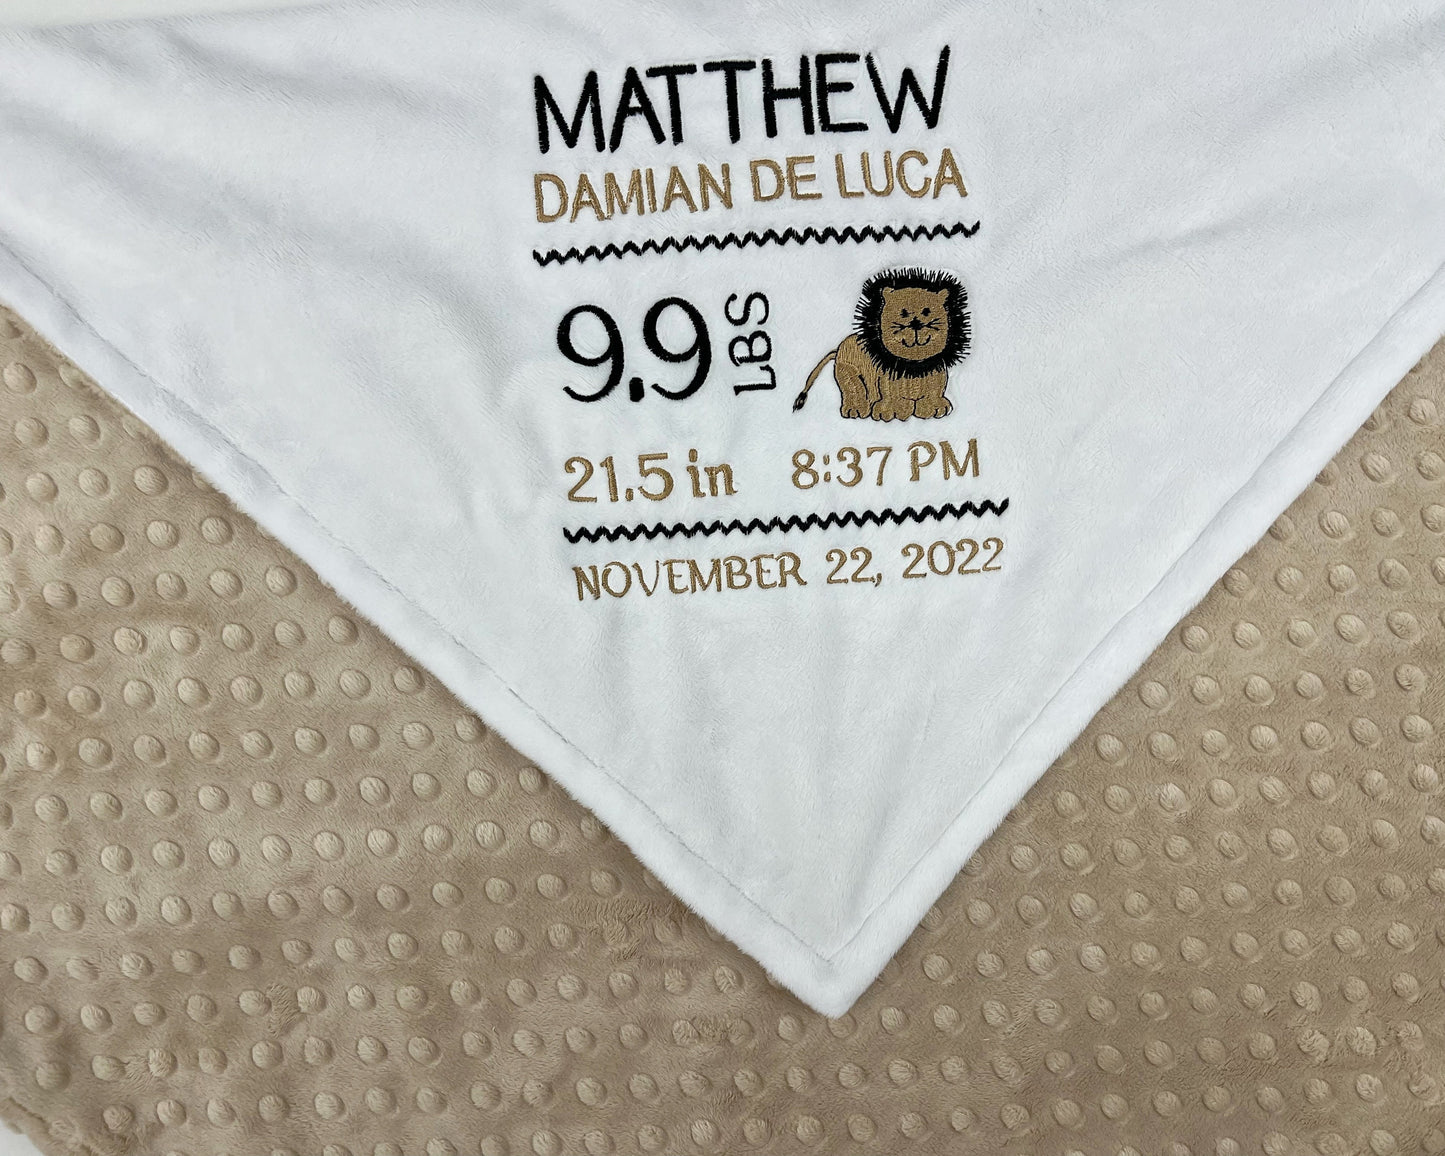 MATTHEW
DAMIAN DE LUCA
9.9 LBS
21.5 in 8:37 PM
NOVEMBER 22, 2022